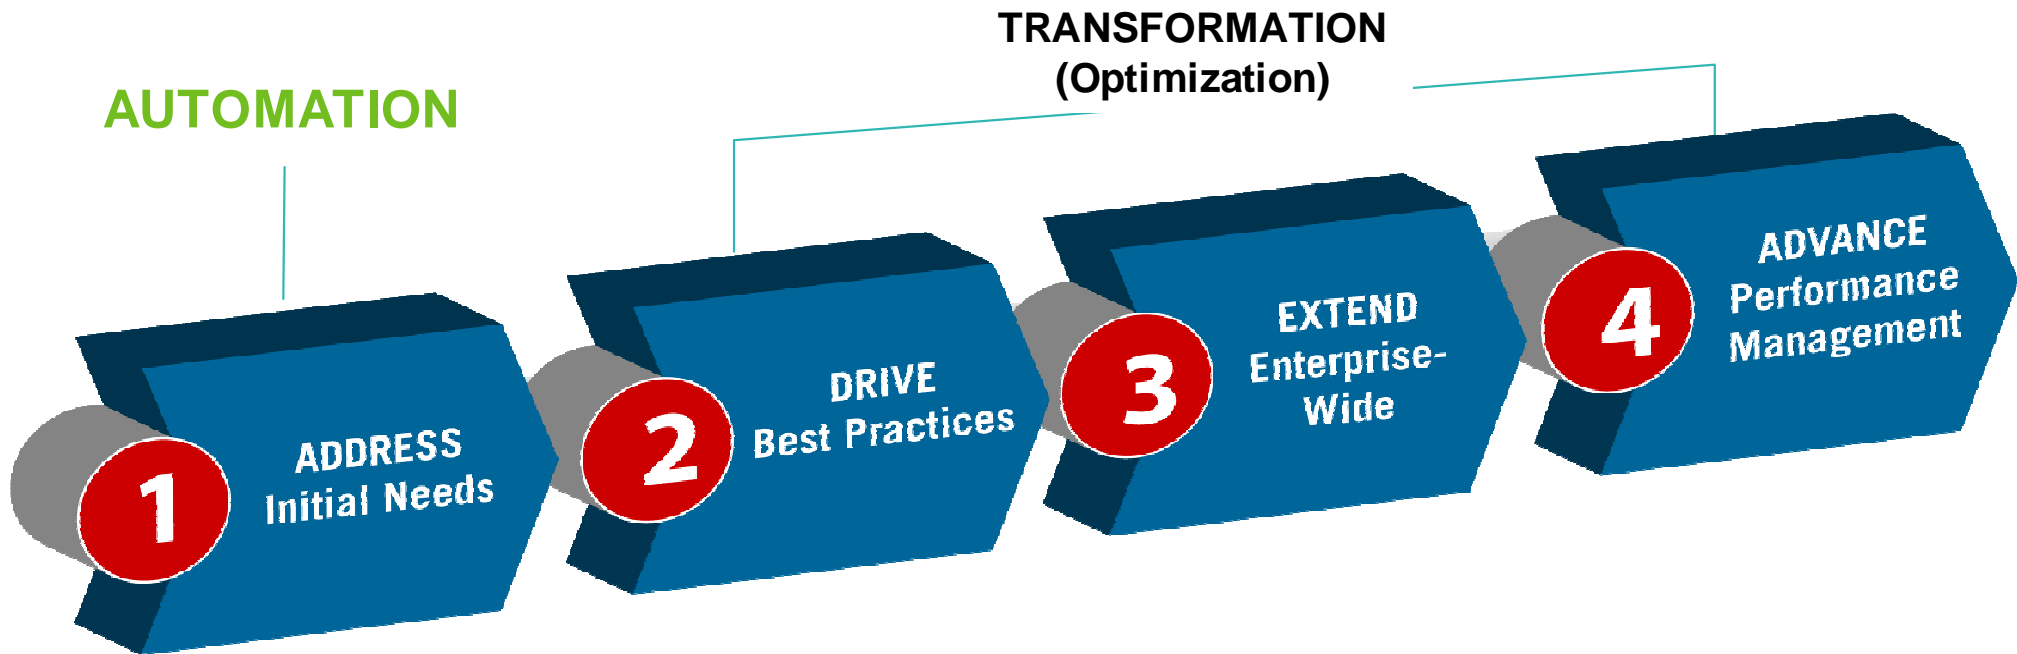 TRANSFORMATION
(Optimization)
AUTOMATION
1
ADDRESS
Initial Needs
2
DRIVE
Best Practices
3
EXTEND
Enterprise-
Wide
4
ADVANCE
Performance
Management